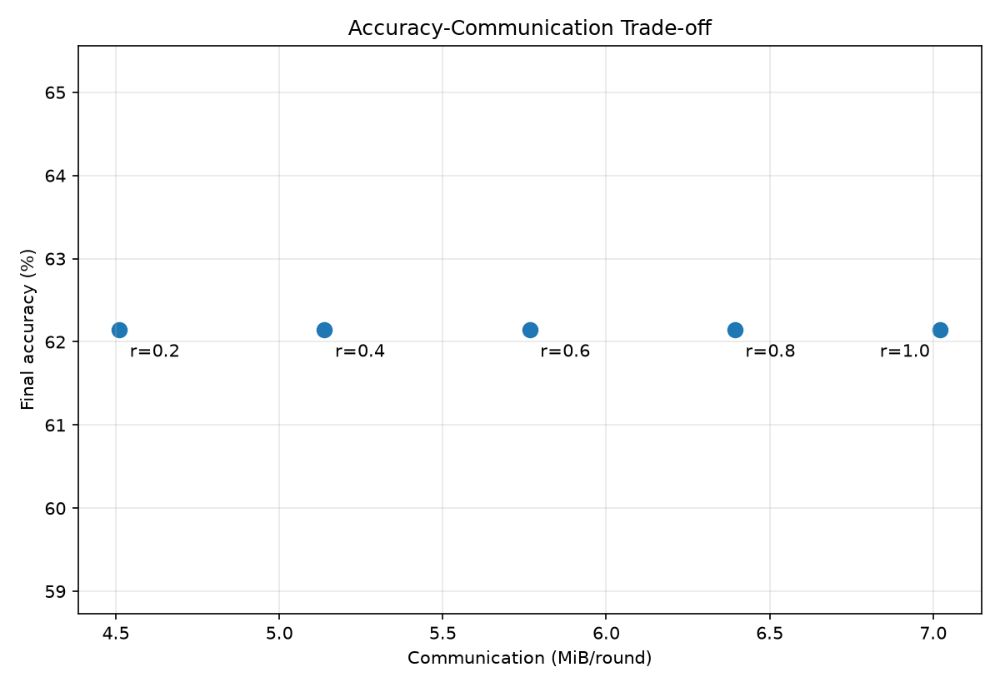 Accuracy-Communication Trade-off
Final accuracy (%)
65
64
63
62
61
60
59
r=0.2
r=0.4
r=0.6
r=0.8
r=1.0
4.5
5.0
5.5
6.0
6.5
7.0
Communication (MiB/round)